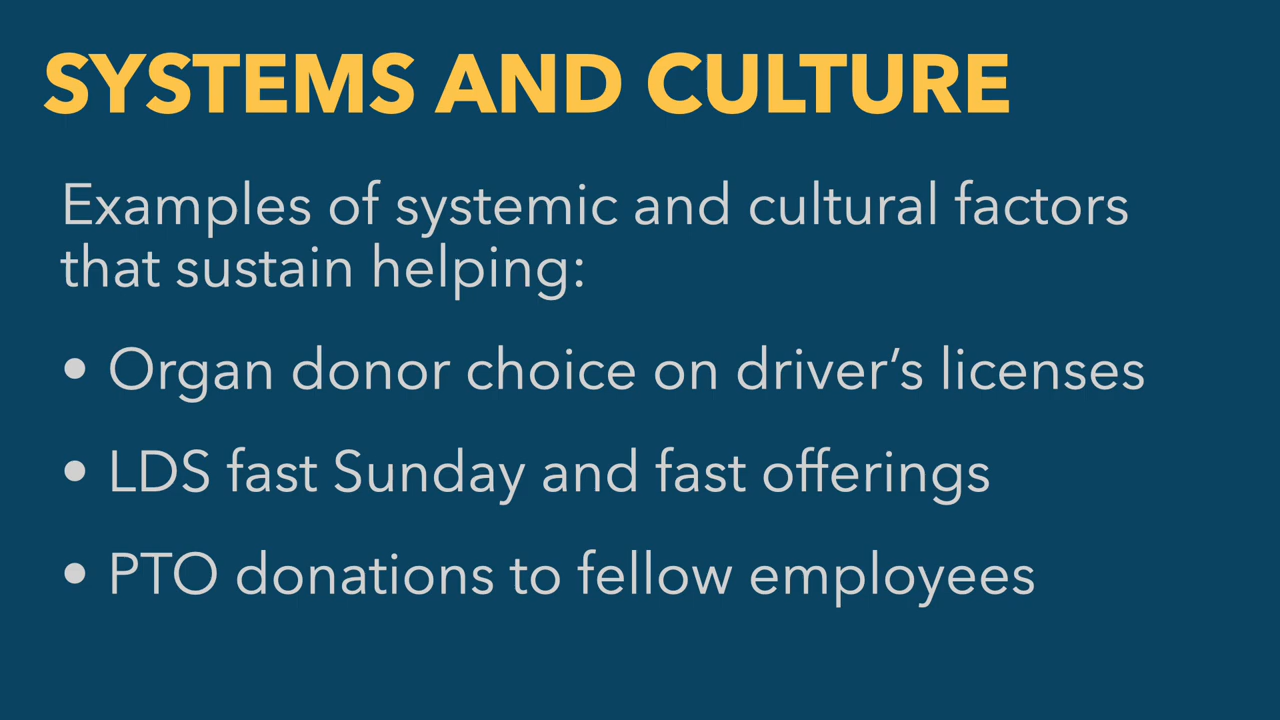 SYSTEMS AND CULTURE
Examples of systemic and cultural factors
that sustain helping:
• Organ donor choice on driver’s licenses
• LDS fast Sunday and fast offerings
• PTO donations to fellow employees